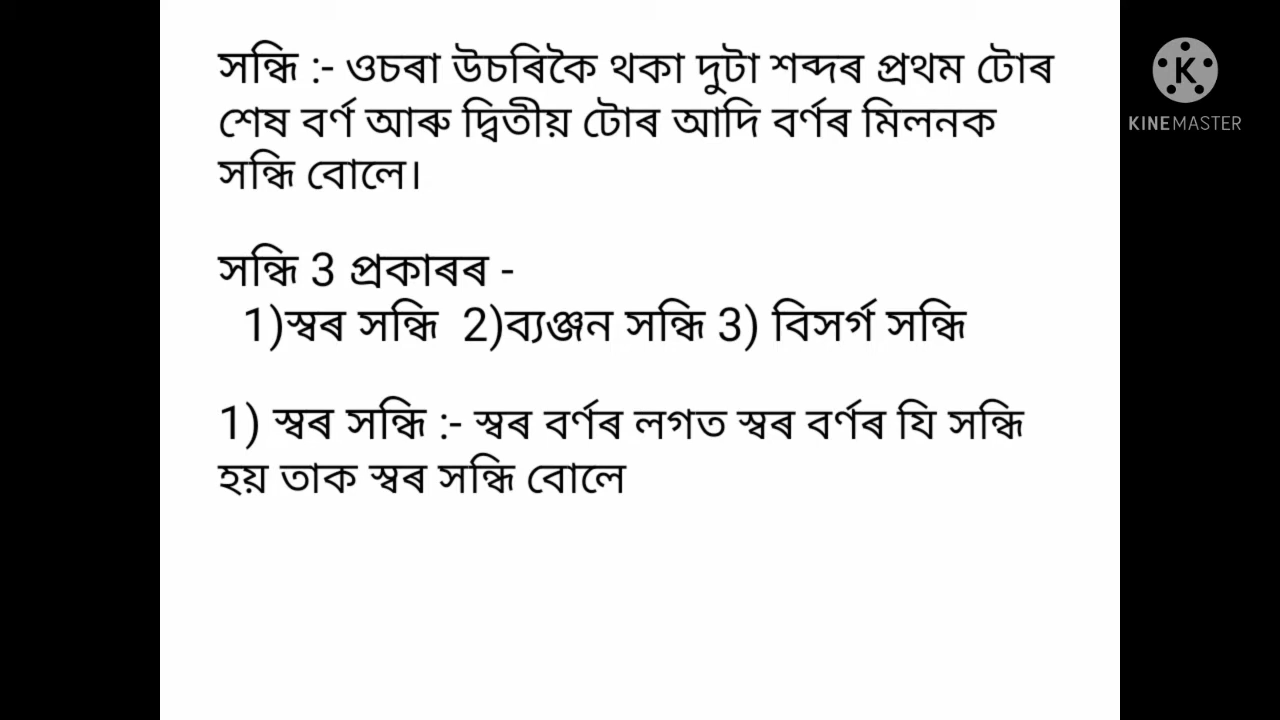 সন্ধি :- ওচৰা উচৰিকৈ থকা দুটা শব্দৰ প্ৰথম টোৰ
শেষ বৰ্ণ আৰু দ্বিতীয় টোৰ আদি বৰ্ণৰ মিলনক
সন্ধি বোলে।
সন্ধি 3 প্ৰকাৰৰ -
1)স্বৰ সন্ধি 2)ব্যঞ্জন সন্ধি 3) বিসৰ্গ সন্ধি
1) স্বৰ সন্ধি :- স্বৰ বৰ্ণৰ লগত স্বৰ বৰ্ণৰ যি সন্ধি
হয় তাক স্বৰ সন্ধি বোলে
K
KINEMASTER